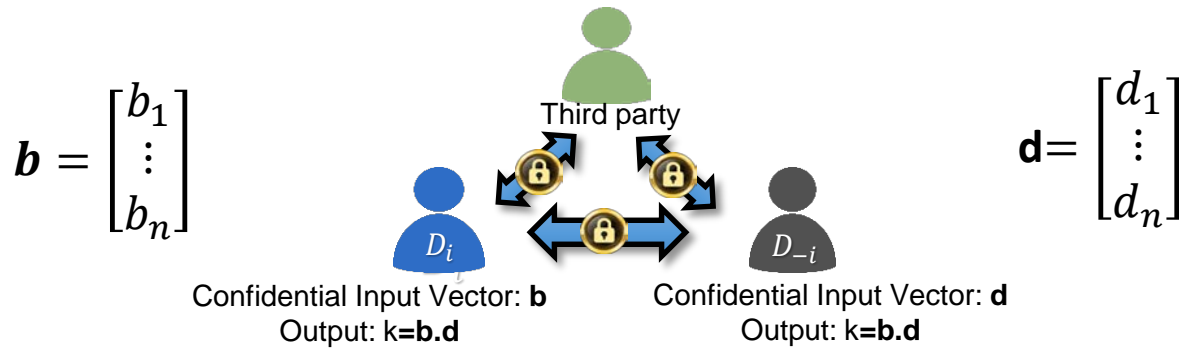 Third party
b = [b₁ ⋮ bₙ]
d= [d₁ ⋮ dₙ]
Dᵢ
D₋ᵢ
i
Confidential Input Vector: b
Output: k=b.d
Confidential Input Vector: d
Output: k=b.d